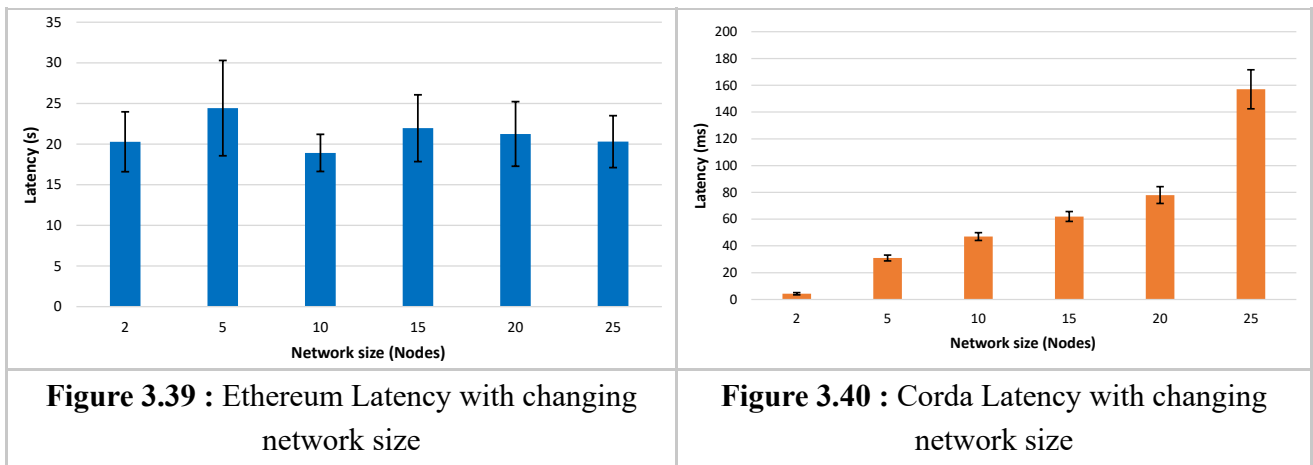 35
30
25
20
15
10
5
0
Latency (s)
2 5 10 15 20 25
Network size (Nodes)
200
180
160
140
120
100
80
60
40
20
0
Latency (ms)
2 5 10 15 20 25
Network size (Nodes)
Figure 3.39 : Ethereum Latency with changing
network size
Figure 3.40 : Corda Latency with changing
network size